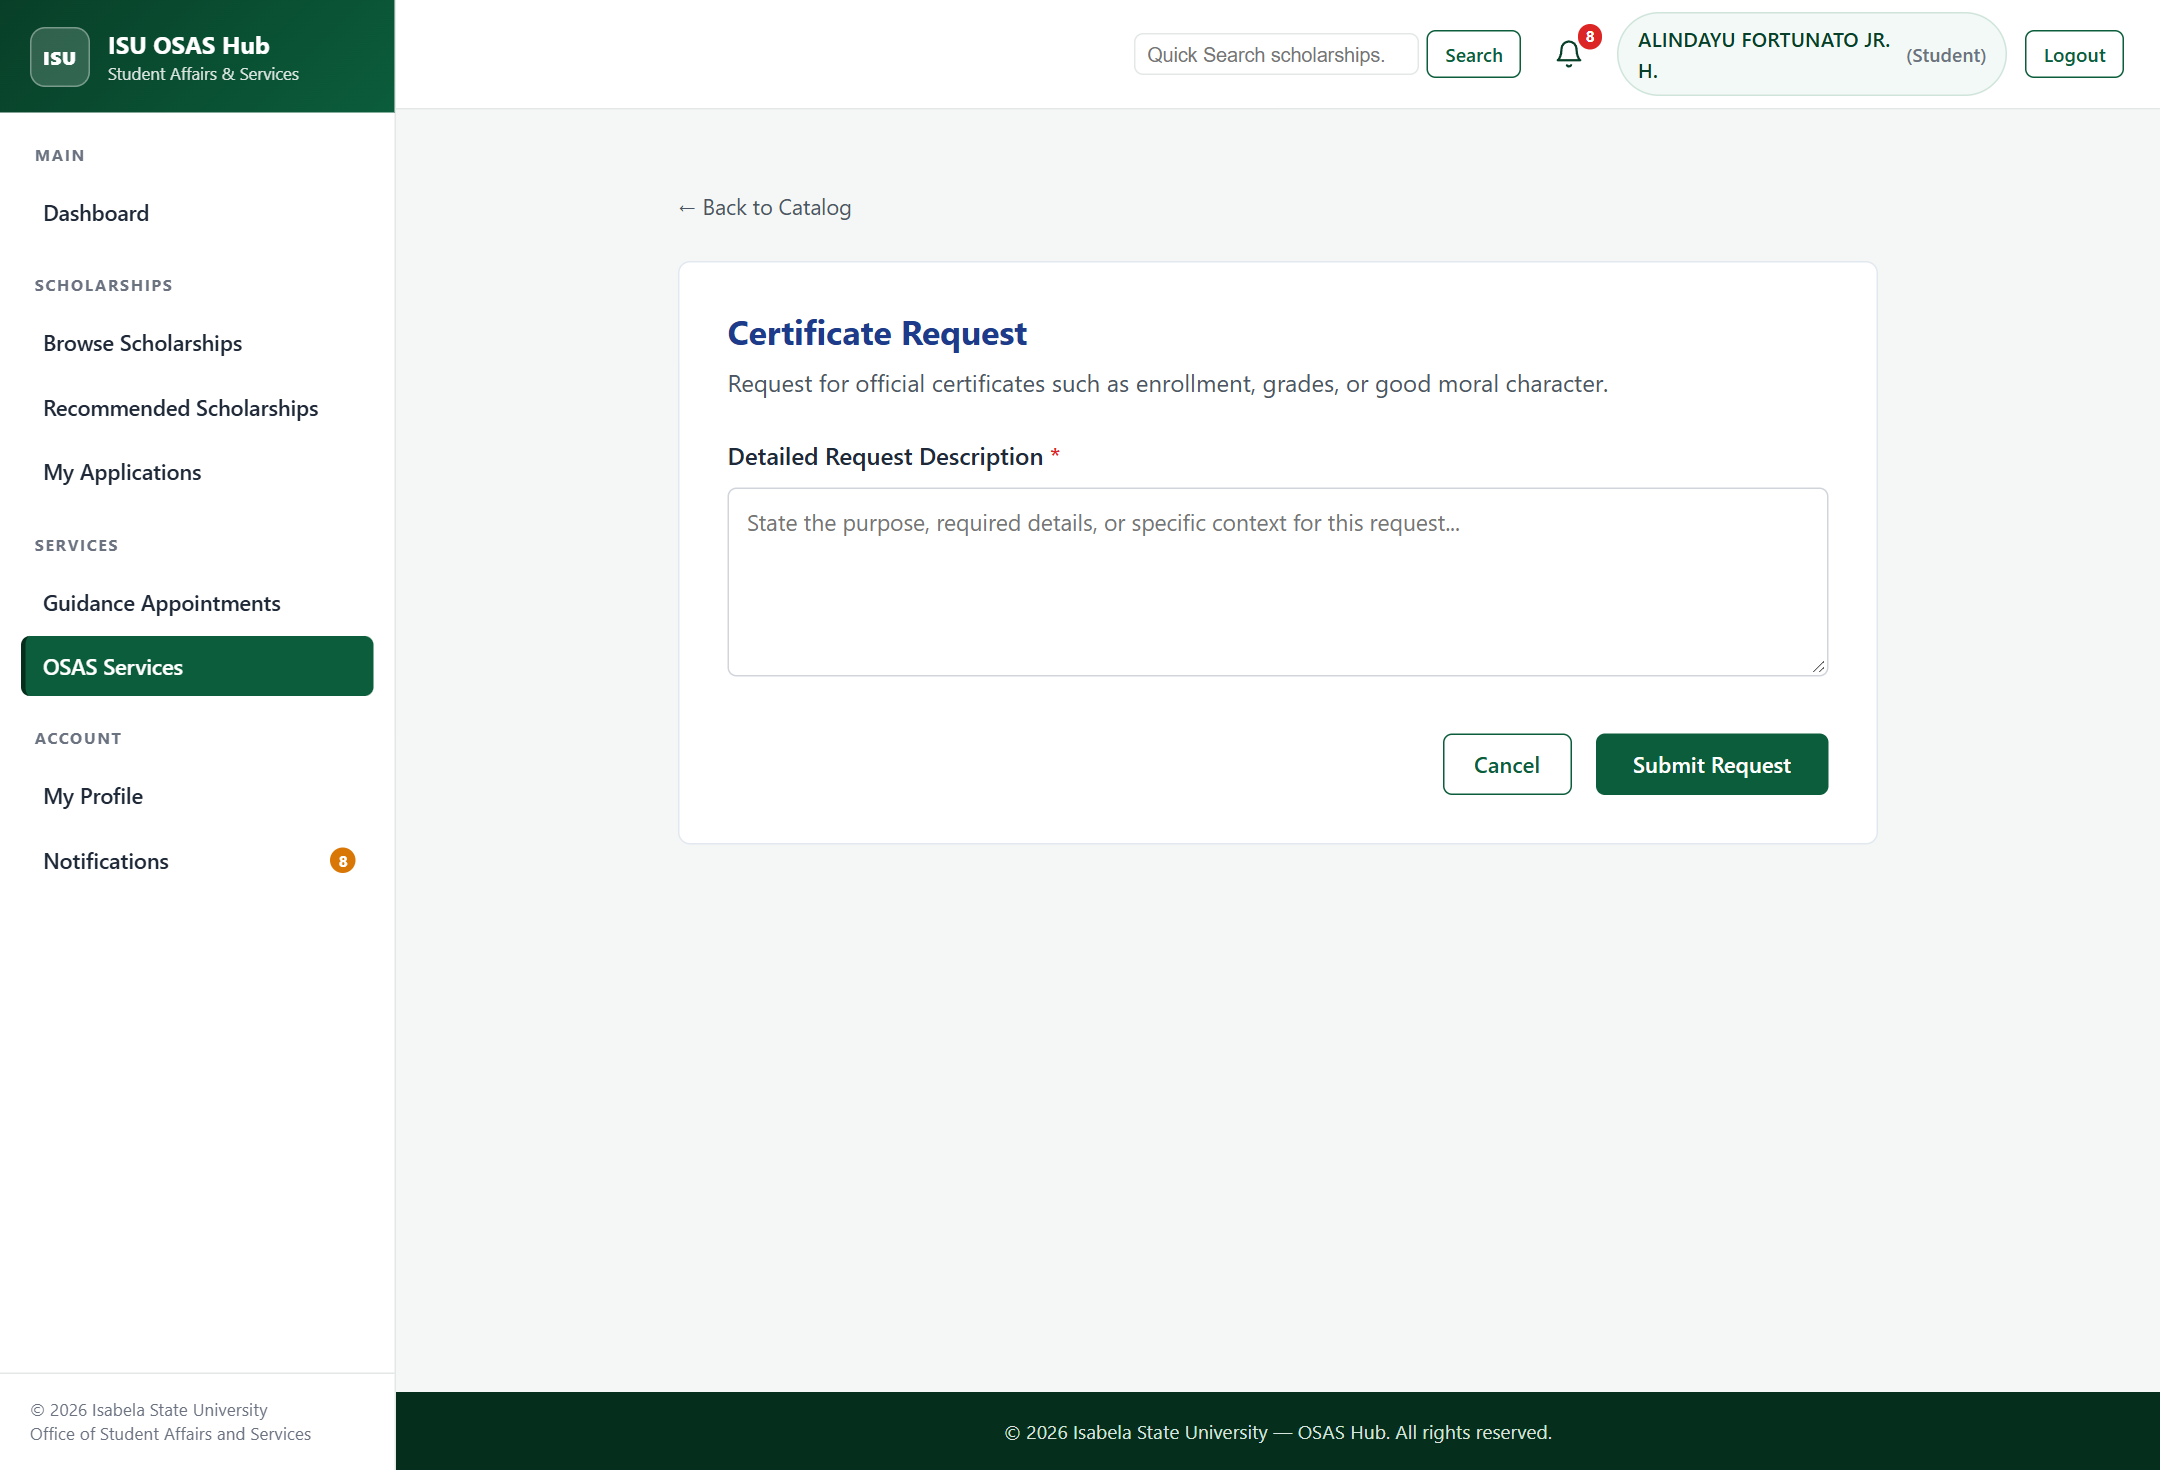 ISU
ISU OSAS Hub
Student Affairs & Services
Quick Search scholarships.
Search
8
ALINDAYU FORTUNATO JR.
H.
(Student)
Logout
MAIN
Dashboard
SCHOLARSHIPS
Browse Scholarships
Recommended Scholarships
My Applications
SERVICES
Guidance Appointments
OSAS Services
ACCOUNT
My Profile
Notifications
8
© 2026 Isabela State University
Office of Student Affairs and Services
← Back to Catalog
Certificate Request
Request for official certificates such as enrollment, grades, or good moral character.
Detailed Request Description *
State the purpose, required details, or specific context for this request...
Cancel
Submit Request
© 2026 Isabela State University — OSAS Hub. All rights reserved.